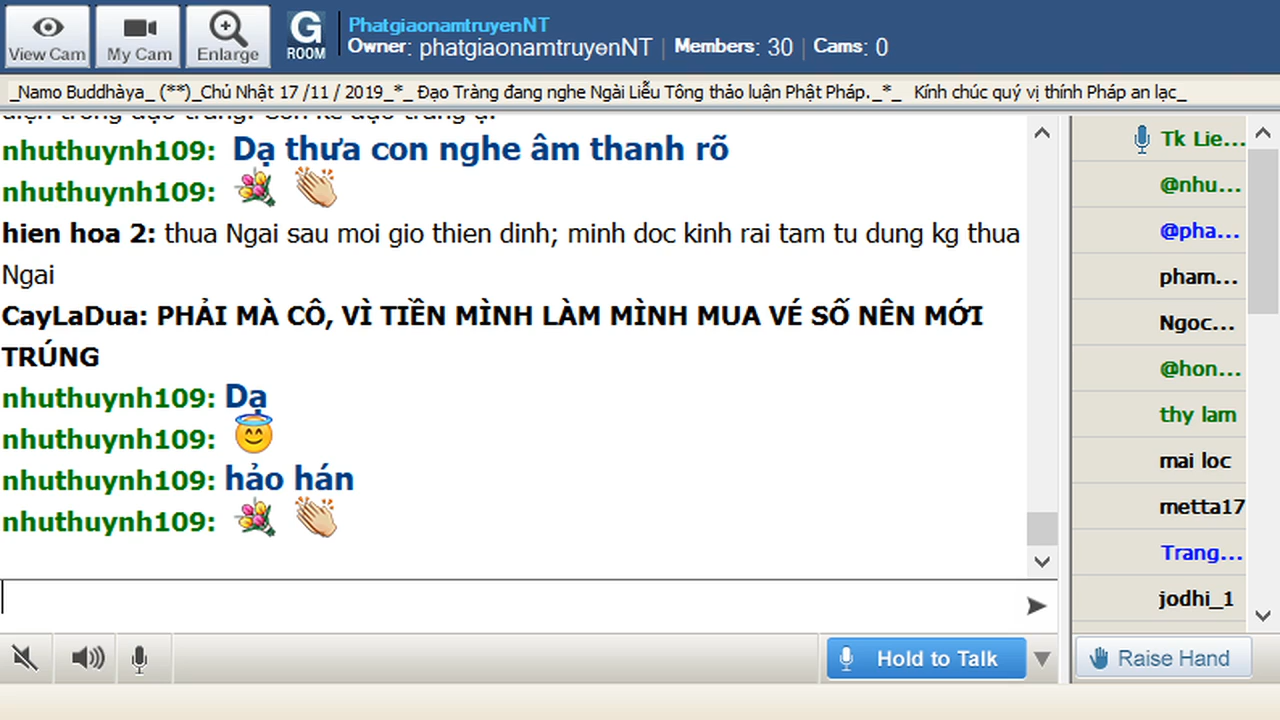 View Cam
My Cam
Enlarge
G
ROOM
PhatgiaonamtruyenNT
Owner: phatgiaonamtruyenNT | Members: 30 | Cams: 0
_Namo Buddhàya_ (**)_Chủ Nhật 17 /11 / 2019_*_ Đạo Tràng đang nghe Ngài Liễu Tông thảo luận Phật Pháp._*_ Kính chúc quý vị thính Pháp an lạc_
nhuthuynh109: Dạ thưa con nghe âm thanh rõ
nhuthuynh109:
hien hoa 2: thua Ngai sau moi gio thien dinh; minh doc kinh rai tam tu dung kg thua
Ngai
CayLaDua: PHẢI MÀ CÔ, VÌ TIỀN MÌNH LÀM MÌNH MUA VÉ SỐ NÊN MỚI
TRÚNG
nhuthuynh109: Dạ
nhuthuynh109:
nhuthuynh109: hảo hán
nhuthuynh109:
Tk Lie...
@nhu...
@pha...
pham...
Ngoc...
@hon...
thy lam
mai loc
metta17
Trang...
jodhi_1
Hold to Talk
Raise Hand